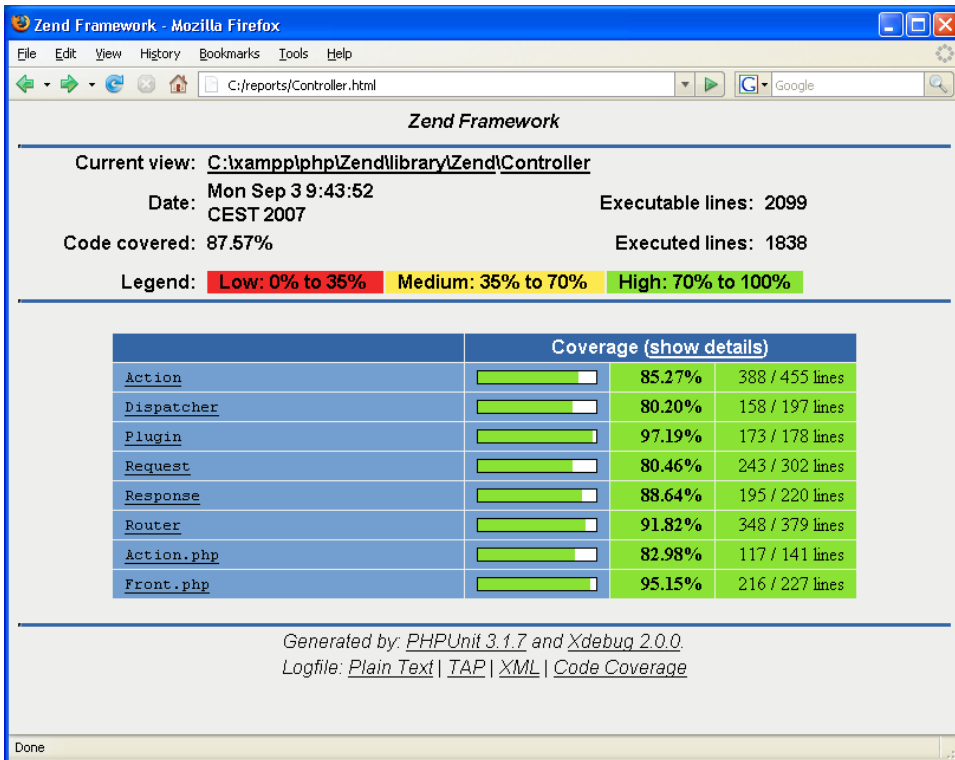 Zend Framework - Mozilla Firefox
File Edit View History Bookmarks Tools Help
C:/reports/Controller.html
G Google
Zend Framework
Current view: C:\xampp\php\Zend\library\Zend\Controller
Date: Mon Sep 3 9:43:52 CEST 2007 Executable lines: 2099
Code covered: 87.57% Executed lines: 1838
Legend: Low: 0% to 35% Medium: 35% to 70% High: 70% to 100%
Coverage (show details)
Action 85.27% 388 / 455 lines
Dispatcher 80.20% 158 / 197 lines
Plugin 97.19% 173 / 178 lines
Request 80.46% 243 / 302 lines
Response 88.64% 195 / 220 lines
Router 91.82% 348 / 379 lines
Action.php 82.98% 117 / 141 lines
Front.php 95.15% 216 / 227 lines
Generated by: PHPUnit 3.1.7 and Xdebug 2.0.0.
Logfile: Plain Text | TAP | XML | Code Coverage
Done